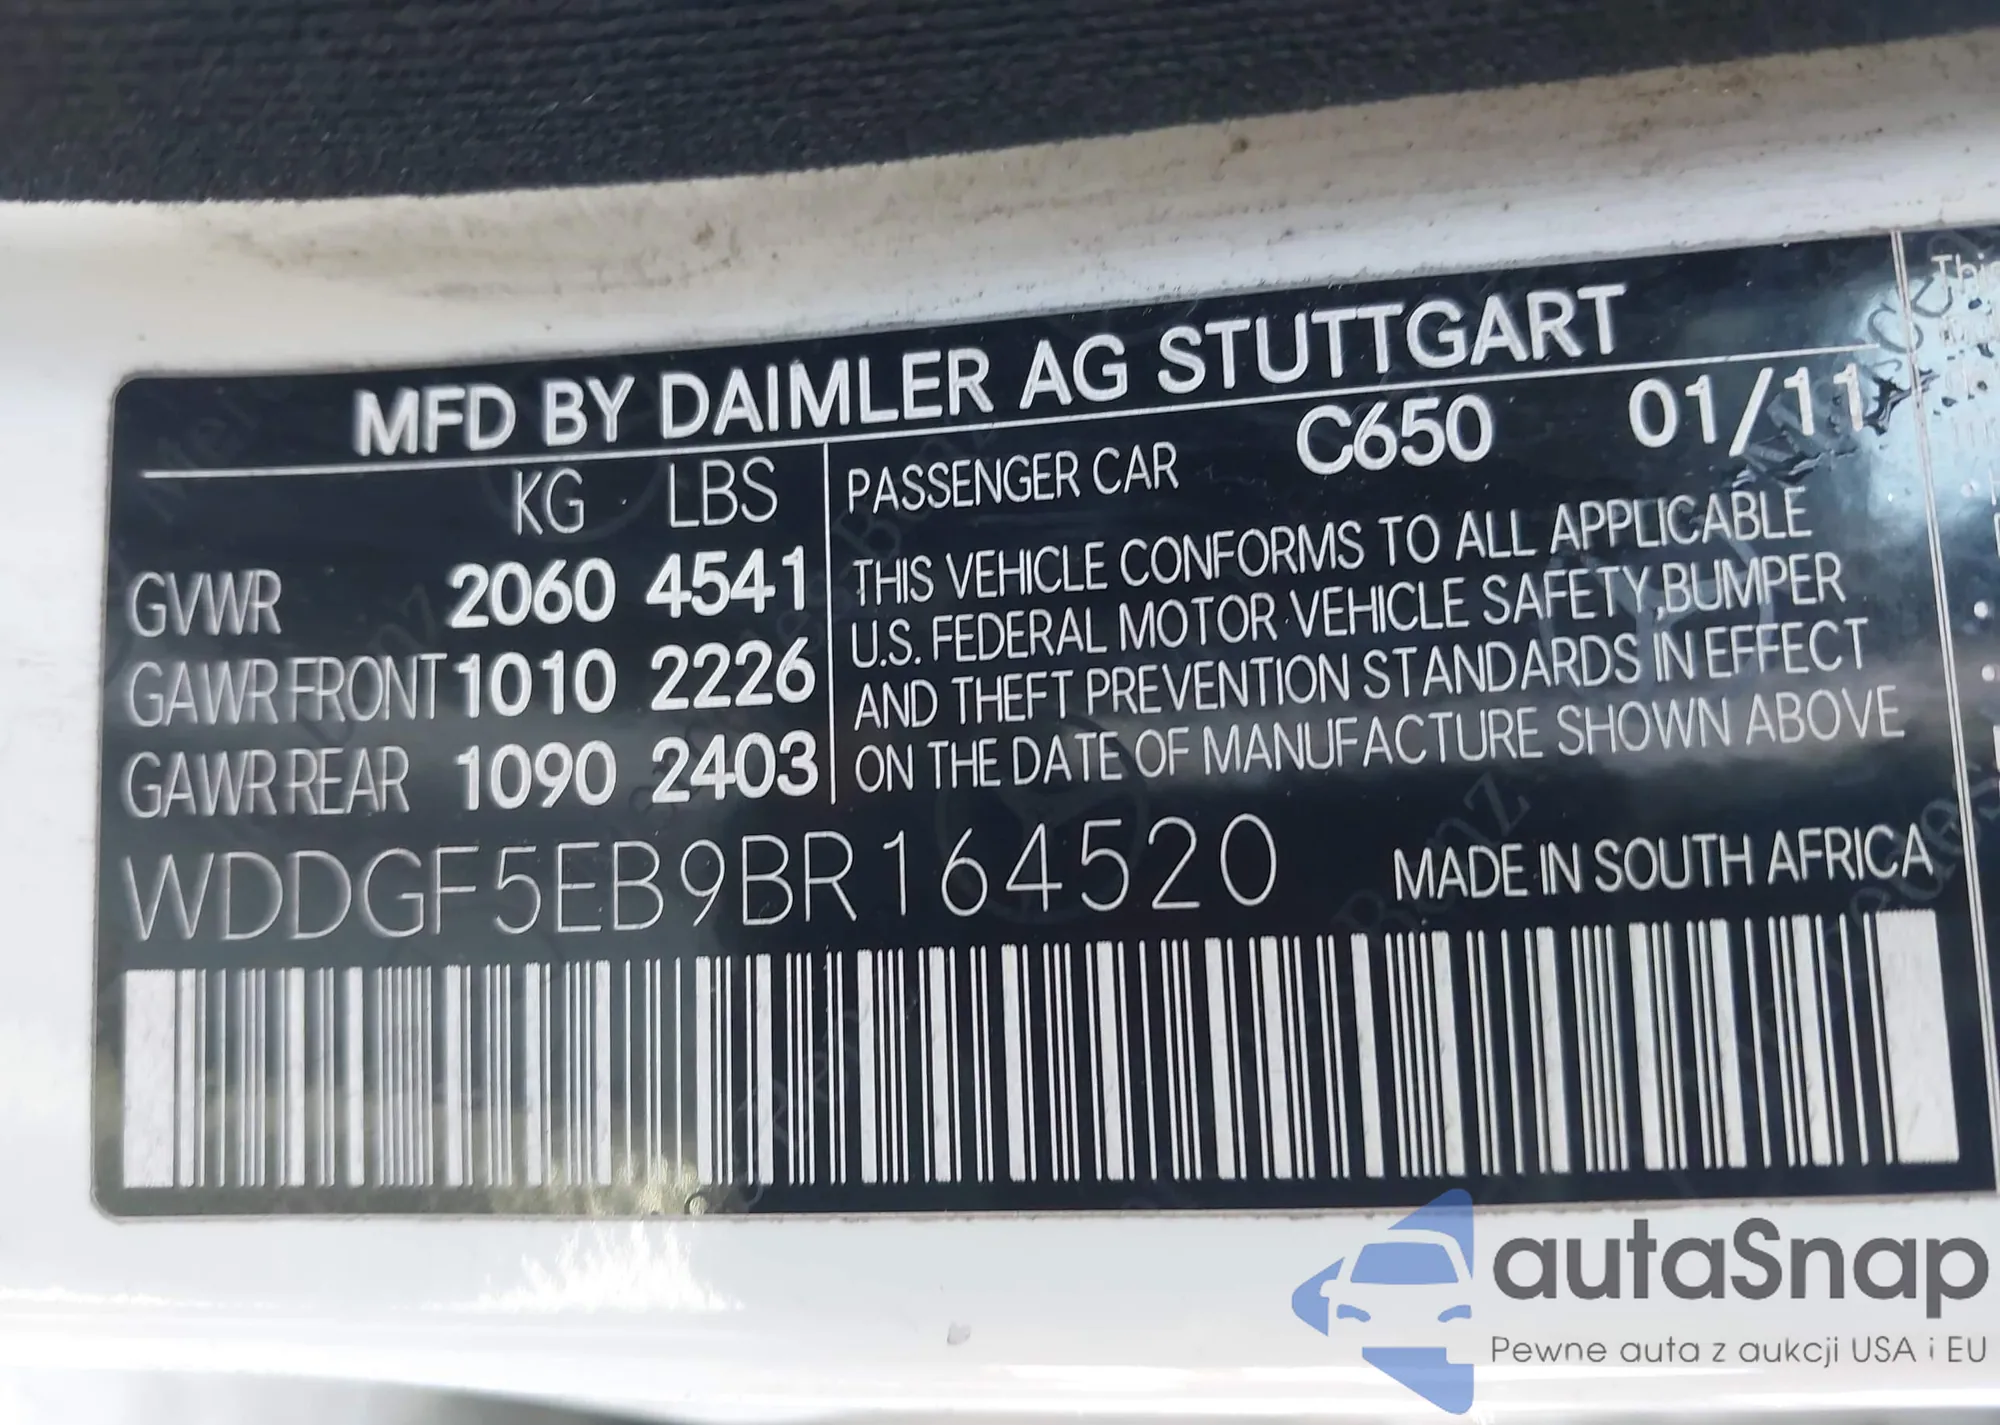 MFD BY DAIMLER AG STUTTGART
KG LBS
GVWR 2060 4541
GAWR FRONT 1010 2226
GAWR REAR 1090 2403
PASSENGER CAR C650 01/11
THIS VEHICLE CONFORMS TO ALL APPLICABLE
U.S. FEDERAL MOTOR VEHICLE SAFETY,BUMPER
AND THEFT PREVENTION STANDARDS IN EFFECT
ON THE DATE OF MANUFACTURE SHOWN ABOVE
WDDGF5EB9BR164520 MADE IN SOUTH AFRICA
autaSnap
Pewne auta z aukcji USA i EU